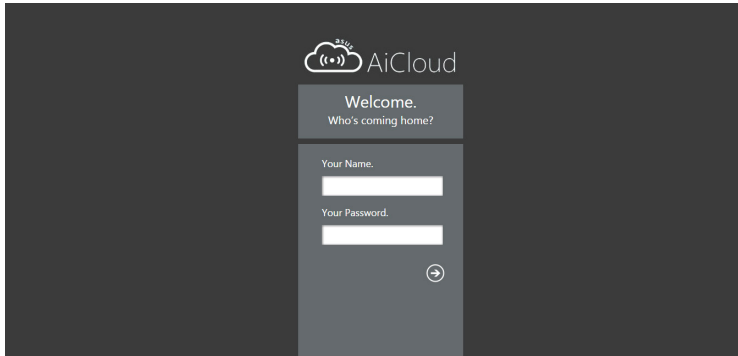 asus
AiCloud
Welcome.
Who's coming home?
Your Name.
Your Password.